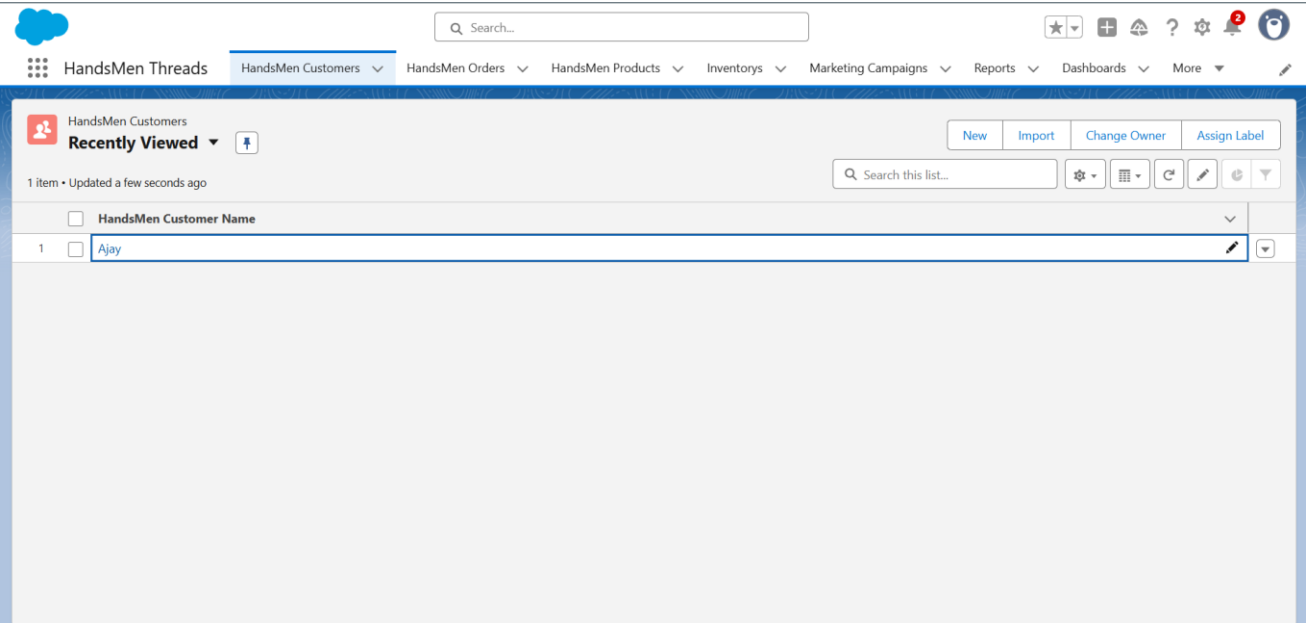 Search...
2
HandsMen Threads HandsMen Customers HandsMen Orders HandsMen Products Inventorys Marketing Campaigns Reports Dashboards More
HandsMen Customers
Recently Viewed
New Import Change Owner Assign Label
1 item • Updated a few seconds ago
Search this list...
HandsMen Customer Name
1 Ajay